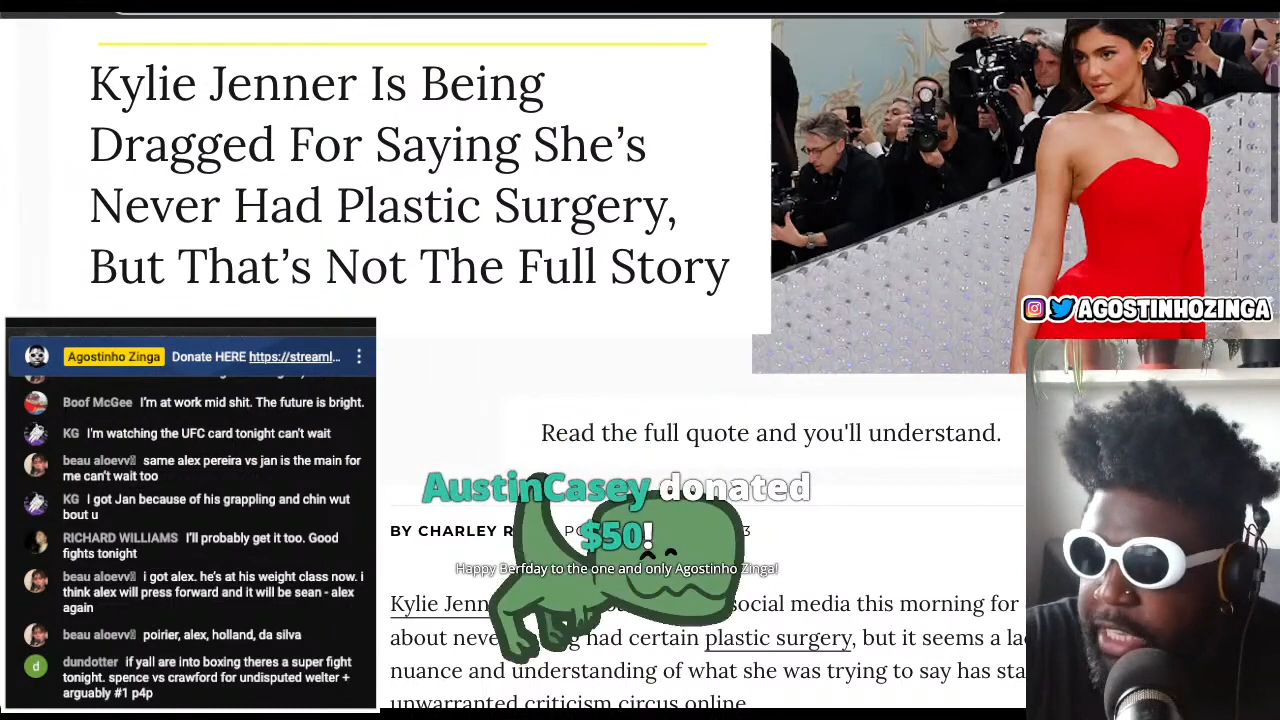 Kylie Jenner Is Being
Dragged For Saying She's
Never Had Plastic Surgery,
But That's Not The Full Story
AGOSTINHOZINGA
Agostinho Zinga Donate HERE https://streaml...
Boof McGee I'm at work mid shit. The future is bright.
KG I'm watching the UFC card tonight can't wait
beau aloevv same alex pereira vs jan is the main for
me can't wait too
KG I got Jan because of his grappling and chin wut
bout u
RICHARD WILLIAMS I'll probably get it too. Good
fights tonight
beau aloevv i got alex. he's at his weight class now. i
think alex will press forward and it will be sean - alex
again
beau aloevv poirier, alex, holland, da silva
dundotter if yall are into boxing theres a super fight
tonight. spence vs crawford for undisputed welter +
arguably #1 p4p
Read the full quote and you'll understand.
AustinCasey donated
$50!
Happy Berfday to the one and only Agostinho Zinga!
BY CHARLEY
Kylie social media this morning for
about had certain plastic surgery, but it seems a
nuance and understanding of what she was trying to say has
unwarranted criticism circus online.